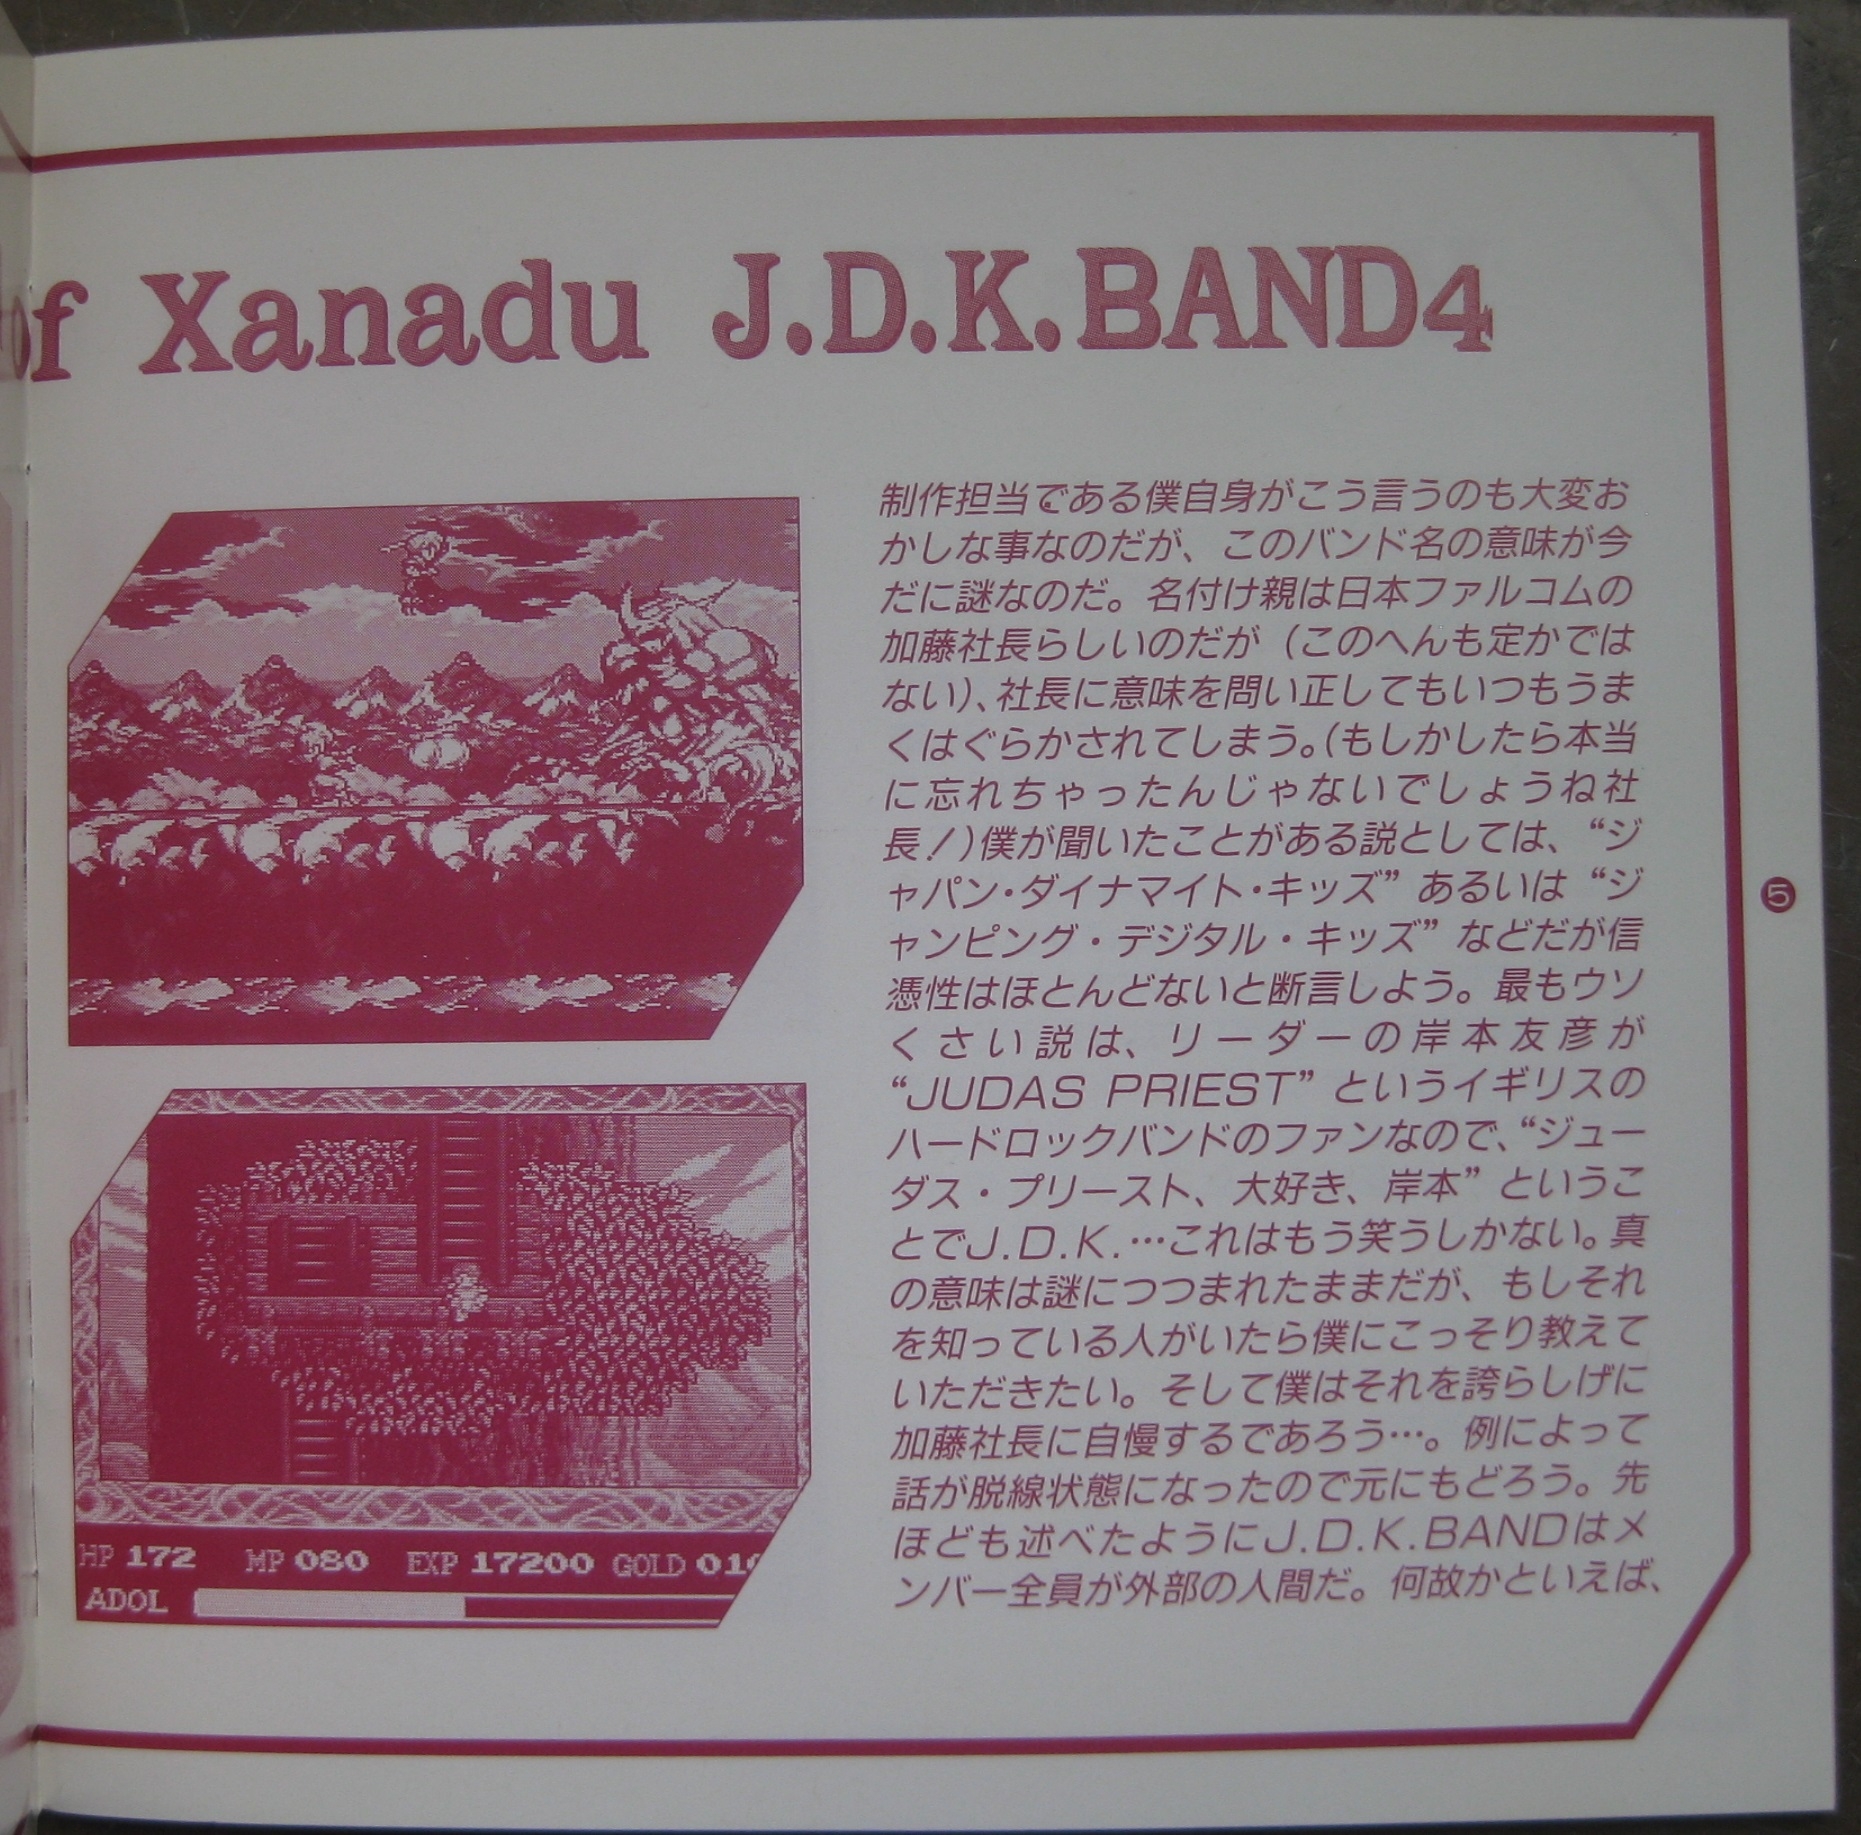 of Xanadu J.D.K.BAND4
制作担当である僕自身がこう言うのも大変お
かしな事なのだが、このバンド名の意味が今
だに謎なのだ。名付け親は日本ファルコムの
加藤社長らしいのだが（このへんも定かでは
ない）、社長に意味を問い正してもいつもうま
くはぐらかされてしまう。（もしかしたら本当
に忘れちゃったんじゃないでしょうね社
長！）僕が聞いたことがある説としては、“ジ
ャパン・ダイナマイト・キッズ”あるいは“ジ
ャンピング・デジタル・キッズ”などだが信
憑性はほとんどないと断言しよう。最もウソ
くさい説は、リーダーの岸本友彦が
“JUDAS PRIEST”というイギリスの
ハードロックバンドのファンなので、“ジュー
ダス・プリースト、大好き、岸本”というこ
とでJ.D.K.…これはもう笑うしかない。真
の意味は謎につつまれたままだが、もしそれ
を知っている人がいたら僕にこっそり教えて
いただきたい。そして僕はそれを誇らしげに
加藤社長に自慢するであろう…。例によって
話が脱線状態になったので元にもどろう。先
ほども述べたようにJ.D.K.BANDはメ
ンバー全員が外部の人間だ。何故かといえば、
HP 172 MP 080 EXP 17200 GOLD 010
ADOL
5